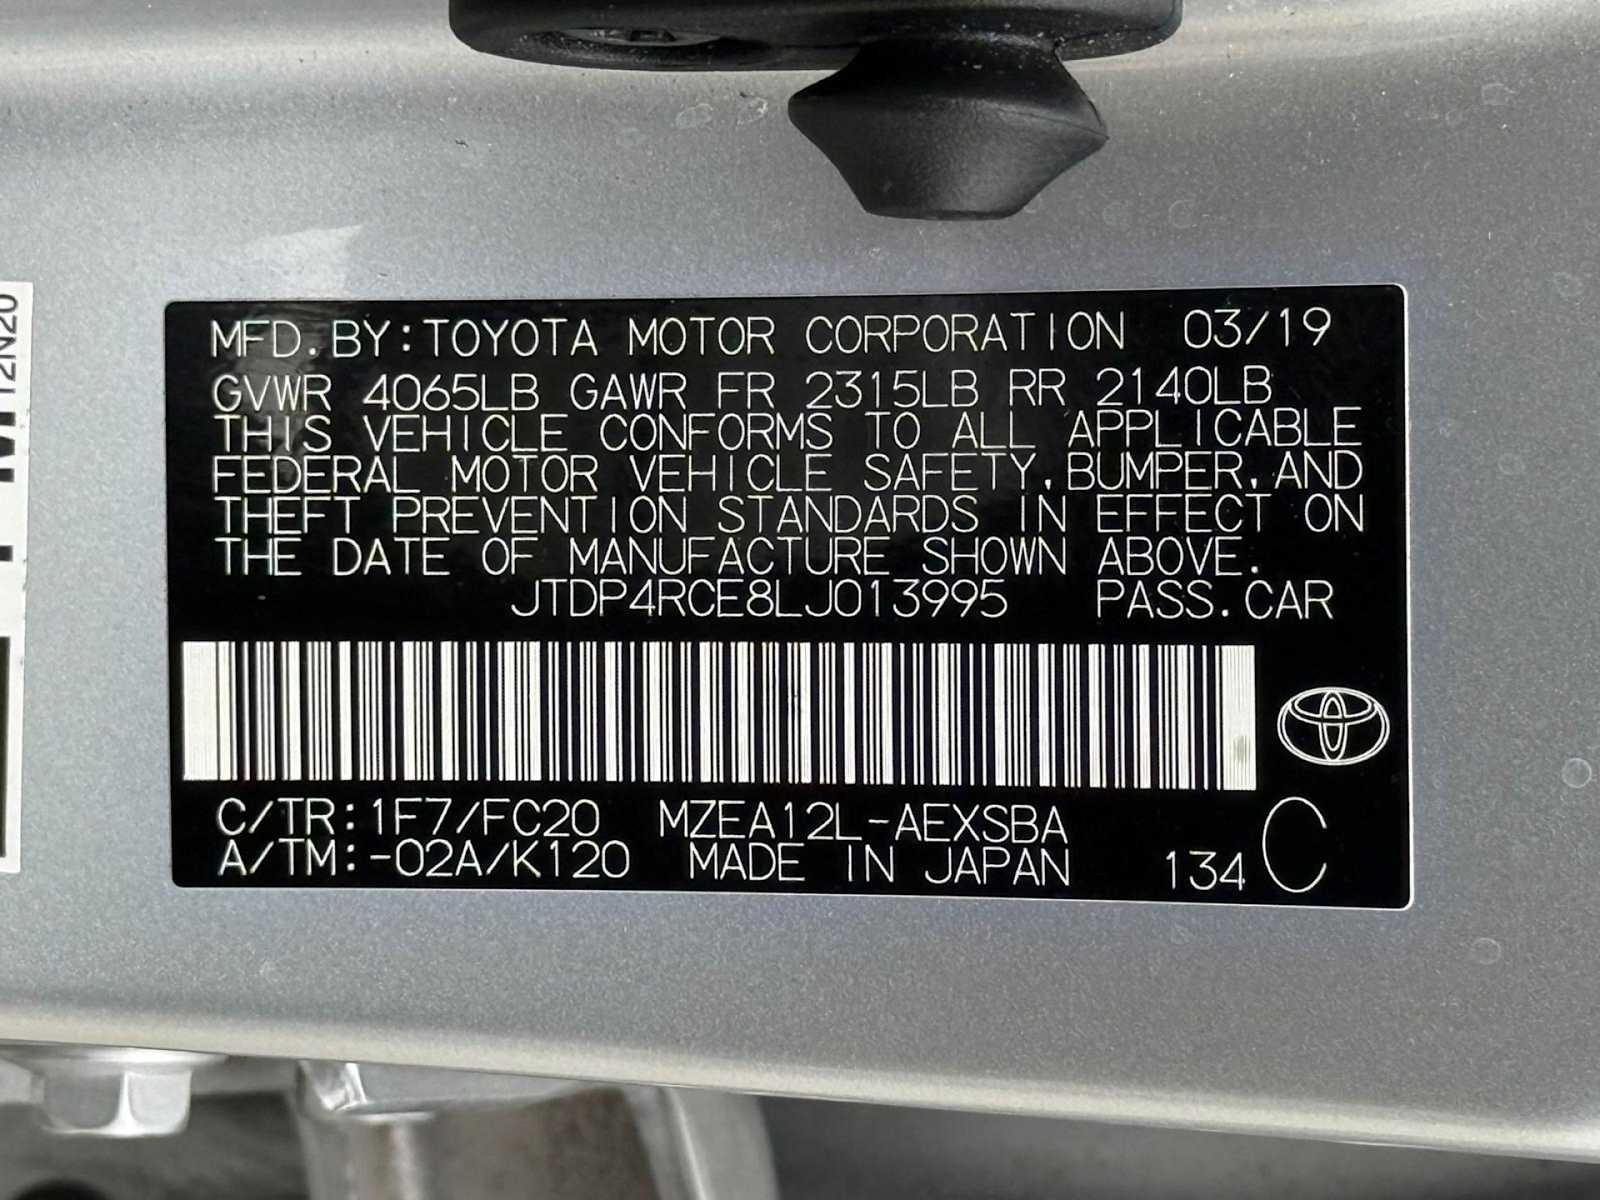 MFD. BY:TOYOTA MOTOR CORPORATION 03/19
GVWR 4065LB GAWR FR 2315LB RR 2140LB
THIS VEHICLE CONFORMS TO ALL APPLICABLE
FEDERAL MOTOR VEHICLE SAFETY,BUMPER,AND
THEFT PREVENTION STANDARDS IN EFFECT ON
THE DATE OF MANUFACTURE SHOWN ABOVE.
JTDP4RCE8LJ013995 PASS.CAR
C/TR:1F7/FC20 MZEA12L-AEXSBA
A/TM:-02A/K120 MADE IN JAPAN 134 C
12N20